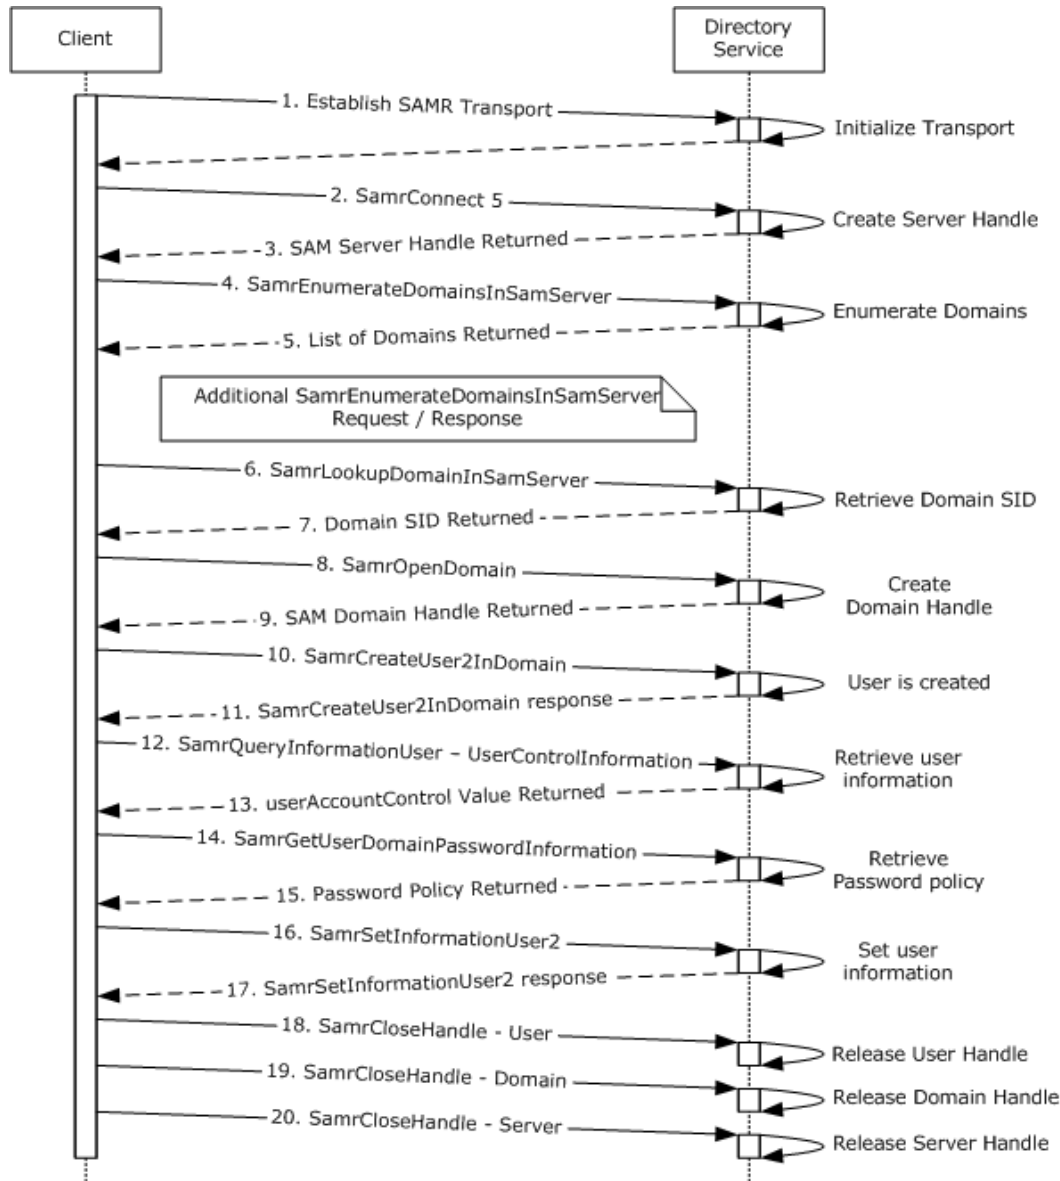 Client
Directory
Service
1. Establish SAMR Transport
Initialize Transport
2. SamrConnect 5
Create Server Handle
3. SAM Server Handle Returned
4. SamrEnumerateDomainsInSamServer
Enumerate Domains
5. List of Domains Returned
Additional SamrEnumerateDomainsInSamServer
Request / Response
6. SamrLookupDomainInSamServer
Retrieve Domain SID
7. Domain SID Returned
8. SamrOpenDomain
Create
Domain Handle
9. SAM Domain Handle Returned
10. SamrCreateUser2InDomain
User is created
11. SamrCreateUser2InDomain response
12. SamrQueryInformationUser – UserControlInformation
Retrieve user
information
13. userAccountControl Value Returned
14. SamrGetUserDomainPasswordInformation
Retrieve
Password policy
15. Password Policy Returned
16. SamrSetInformationUser2
Set user
information
17. SamrSetInformationUser2 response
18. SamrCloseHandle - User
Release User Handle
19. SamrCloseHandle - Domain
Release Domain Handle
20. SamrCloseHandle - Server
Release Server Handle